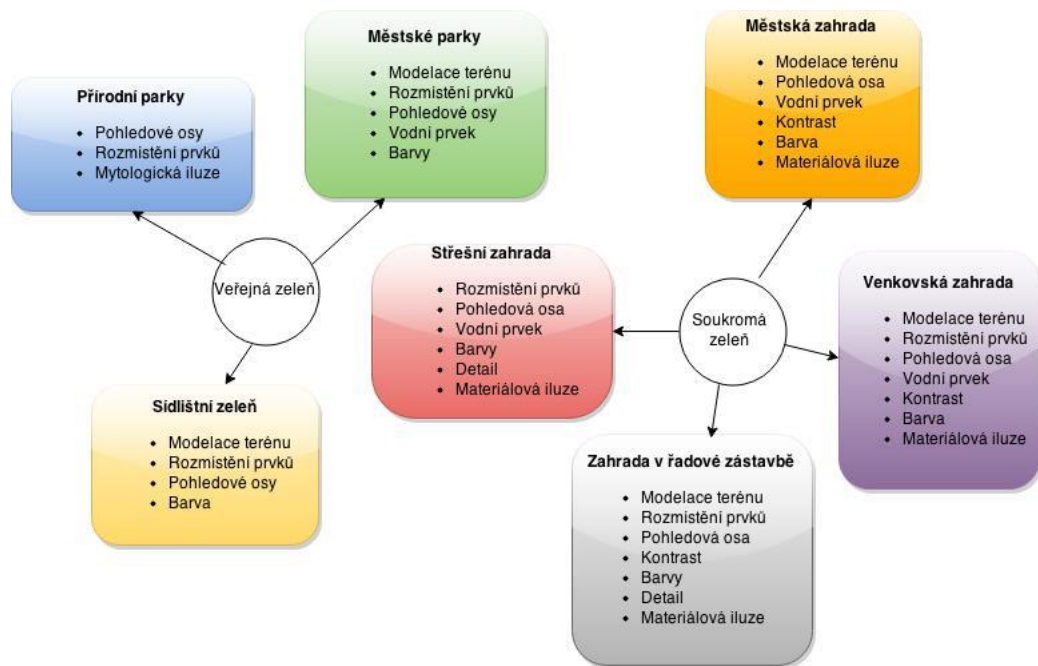 Městské parky
• Modelace terénu
• Rozmistění prvků
• Pohledové osy
• Vodní prvek
• Barvy
Přírodní parky
• Pohledové osy
• Rozmistění prvků
• Mytologická iluze
Veřejná zeleň
Sídlištní zeleň
• Modelace terénu
• Rozmistění prvků
• Pohledové osy
• Barva
Městská zahrada
• Modelace terénu
• Pohledová osa
• Vodní prvek
• Kontrast
• Barva
• Materiálová iluze
Střešní zahrada
• Rozmistění prvků
• Pohledová osa
• Vodní prvek
• Barvy
• Detail
• Materiálová iluze
Soukromá
zeleň
Venkovská zahrada
• Modelace terénu
• Rozmistění prvků
• Pohledová osa
• Vodní prvek
• Kontrast
• Barva
• Materiálová iluze
Zahrada v řadové zástavbě
• Modelace terénu
• Rozmistění prvků
• Pohledová osa
• Kontrast
• Barvy
• Detail
• Materiálová iluze